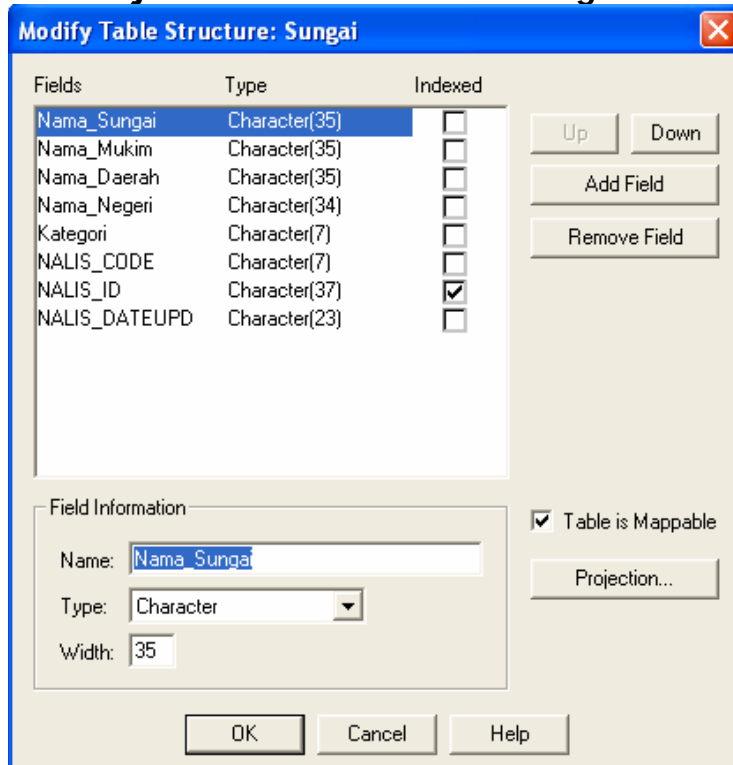 Modify Table Structure: Sungai
Fields Type Indexed
Nama_Sungai Character(35)
Nama_Mukim Character(35)
Nama_Daerah Character(35)
Nama_Negeri Character(34)
Kategori Character(7)
NALIS_CODE Character(7)
NALIS_ID Character(37)
NALIS_DATEUPD Character(23)
Up Down
Add Field
Remove Field
Field Information
Name: Nama_Sungai
Type: Character
Width: 35
Table is Mappable
Projection...
OK Cancel Help